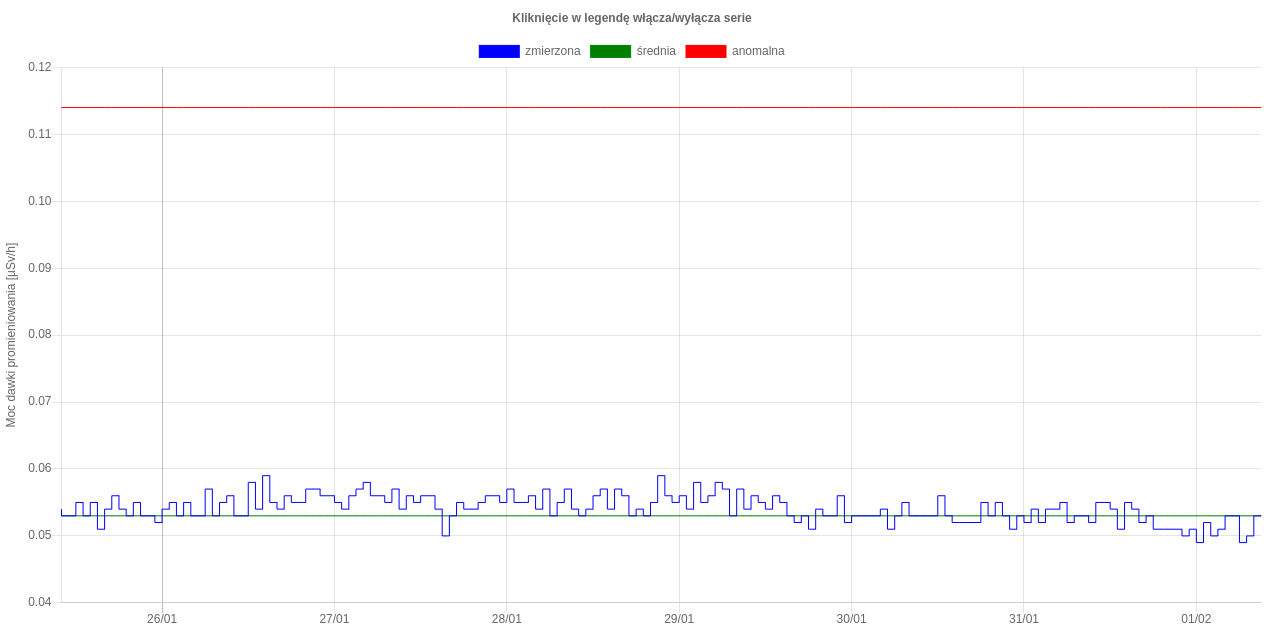 Kliknięcie w legendę włącza/wyłącza serie
zmierzona średnia anomalna
Moc dawki promieniowania [µSv/h]
0.12
0.11
0.10
0.09
0.08
0.07
0.06
0.05
0.04
26/01 27/01 28/01 29/01 30/01 31/01 01/02